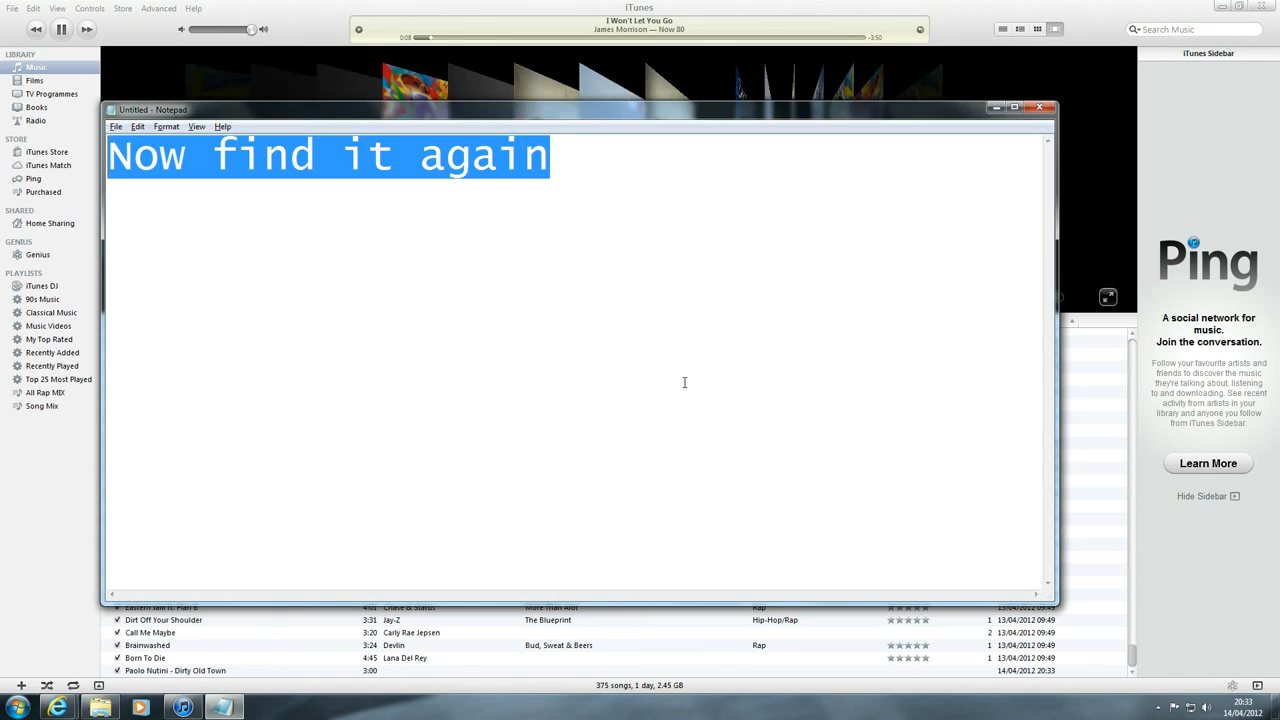 File Edit View Controls Store Advanced Help
iTunes
I Won't Let You Go
James Morrison — Now 80
0:08
-3:50
Search Music
LIBRARY
Music
Films
TV Programmes
Books
Radio
STORE
iTunes Store
iTunes Match
Ping
Purchased
SHARED
Home Sharing
GENIUS
Genius
PLAYLISTS
iTunes DJ
90s Music
Classical Music
Music Videos
My Top Rated
Recently Added
Recently Played
Top 25 Most Played
All Rap MIX
Song Mix
Untitled - Notepad
File Edit Format View Help
Now find it again
iTunes Sidebar
Ping
A social network for
music.
Join the conversation.
Follow your favourite artists and
friends to discover the music
they're talking about, listening
to and downloading. See recent
activity from artists in your
library and anyone you follow
from iTunes Sidebar.
Learn More
Hide Sidebar
Dirt Off Your Shoulder 3:31 Jay-Z The Blueprint Hip-Hop/Rap 1 13/04/2012 09:49
Call Me Maybe 3:20 Carly Rae Jepsen 2 13/04/2012 09:49
Brainwashed 3:24 Devlin Bud, Sweat & Beers Rap 1 13/04/2012 09:49
Born To Die 4:45 Lana Del Rey 1 13/04/2012 09:49
Paolo Nutini - Dirty Old Town 3:00 14/04/2012 20:33
375 songs, 1 day, 2.45 GB
20:33
14/04/2012